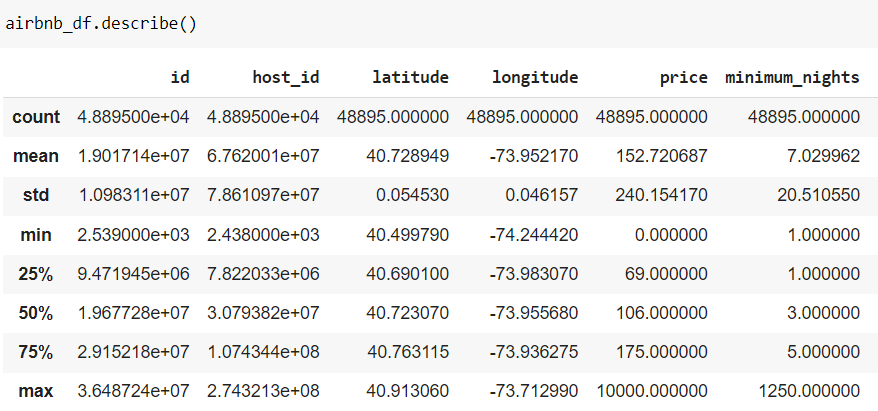 airbnb_df.describe()
id host_id latitude longitude price minimum_nights
count 4.889500e+04 4.889500e+04 48895.000000 48895.000000 48895.000000 48895.000000
mean 1.901714e+07 6.762001e+07 40.728949 -73.952170 152.720687 7.029962
std 1.098311e+07 7.861097e+07 0.054530 0.046157 240.154170 20.510550
min 2.539000e+03 2.438000e+03 40.499790 -74.244420 0.000000 1.000000
25% 9.471945e+06 7.822033e+06 40.690100 -73.983070 69.000000 1.000000
50% 1.967728e+07 3.079382e+07 40.723070 -73.955680 106.000000 3.000000
75% 2.915218e+07 1.074344e+08 40.763115 -73.936275 175.000000 5.000000
max 3.648724e+07 2.743213e+08 40.913060 -73.712990 10000.000000 1250.000000